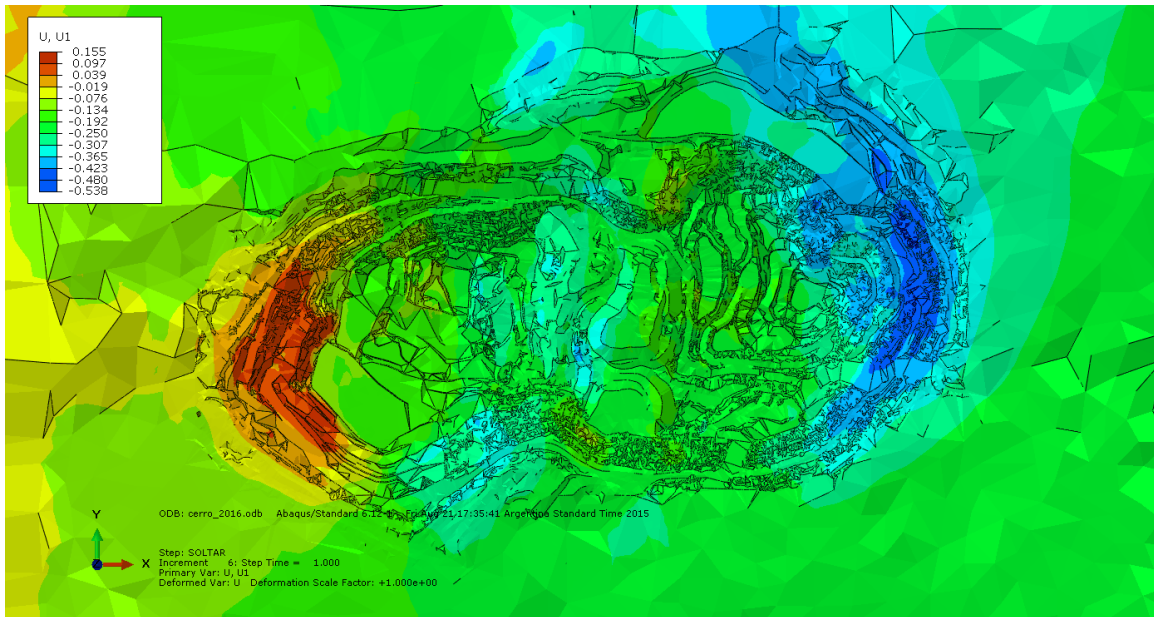 U, U1
0.155
0.097
0.039
-0.019
-0.076
-0.134
-0.192
-0.250
-0.307
-0.365
-0.423
-0.480
-0.538
Y
X
ODB: cerro_2016.odb Abaqus/Standard Fri Aug 21 17:35:41 Argentina Standard Time 2015
Step: SOLTAR
Increment 6: Step Time = 1.000
Primary Var: U, U1
Deformed Var: U Deformation Scale Factor: +1.000e+00